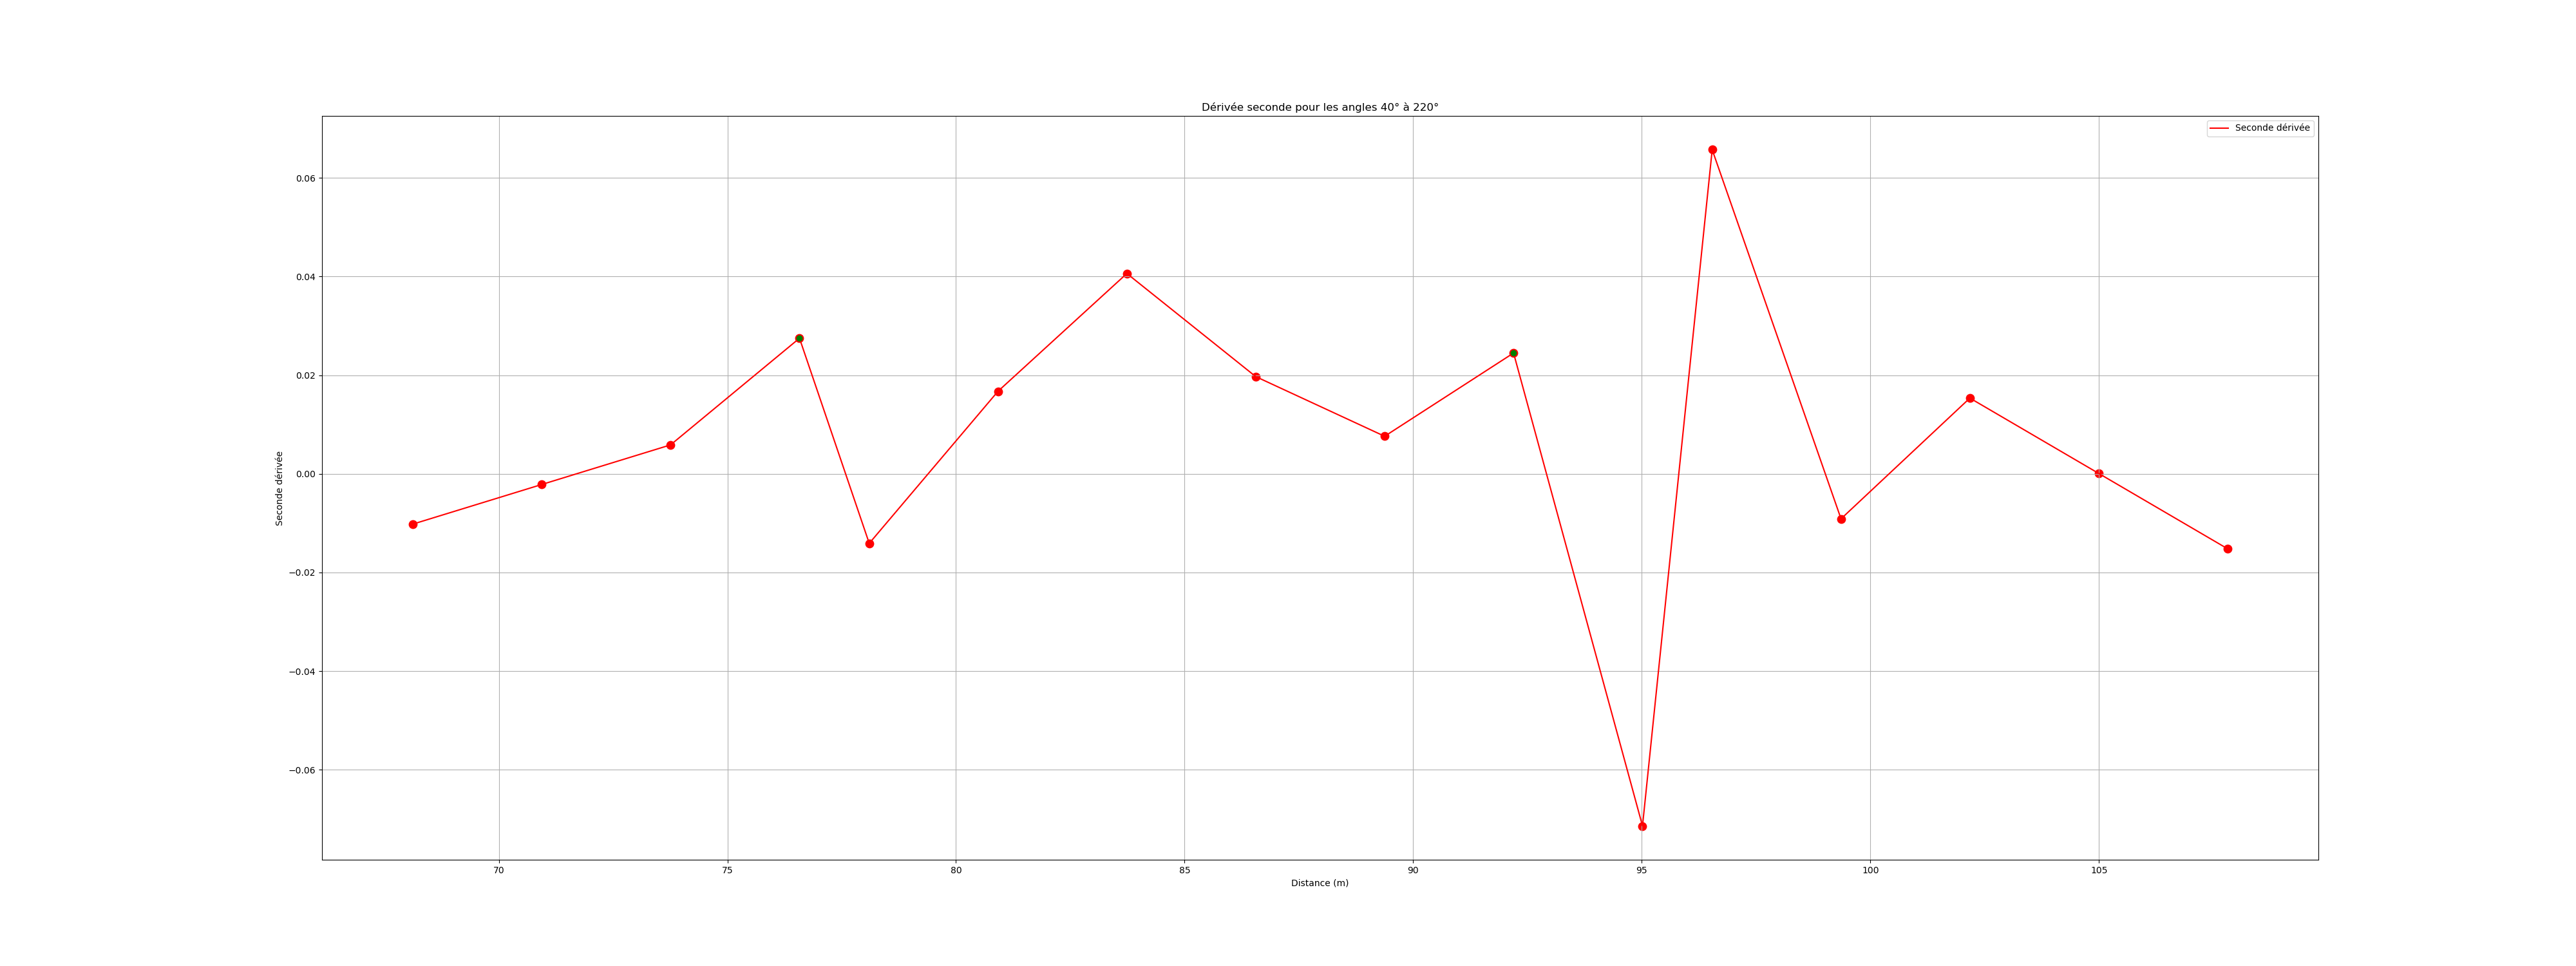 Dérivée seconde pour les angles 40° à 220°
Seconde dérivée
0.06
0.04
0.02
0.00
−0.02
−0.04
−0.06
Seconde dérivée
70 75 80 85 90 95 100 105
Distance (m)